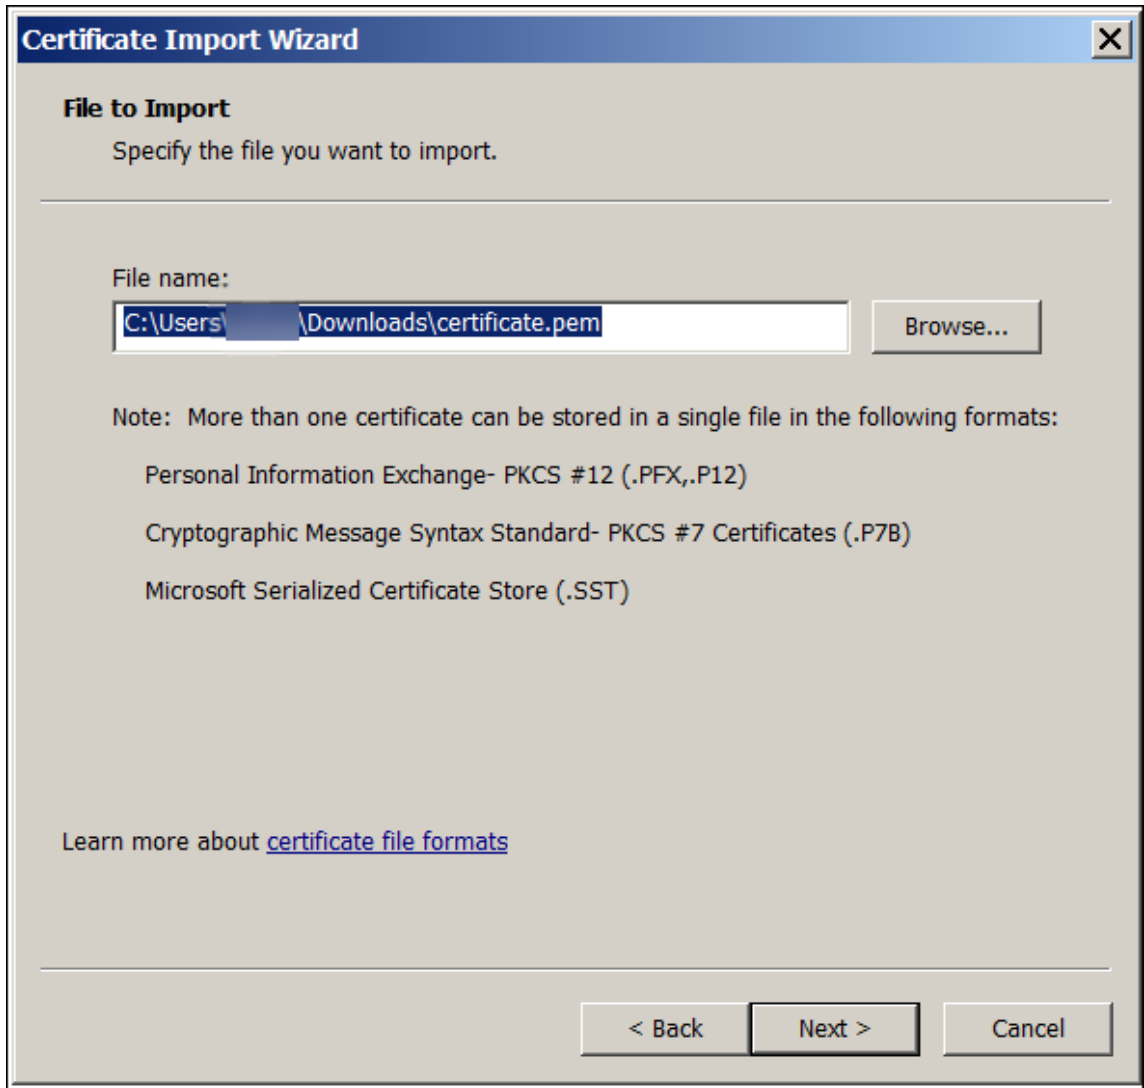 Certificate Import Wizard
File to Import
Specify the file you want to import.
File name:
C:\Users\ \Downloads\certificate.pem
Browse...
Note: More than one certificate can be stored in a single file in the following formats:
Personal Information Exchange- PKCS #12 (.PFX,.P12)
Cryptographic Message Syntax Standard- PKCS #7 Certificates (.P7B)
Microsoft Serialized Certificate Store (.SST)
Learn more about certificate file formats
< Back
Next >
Cancel